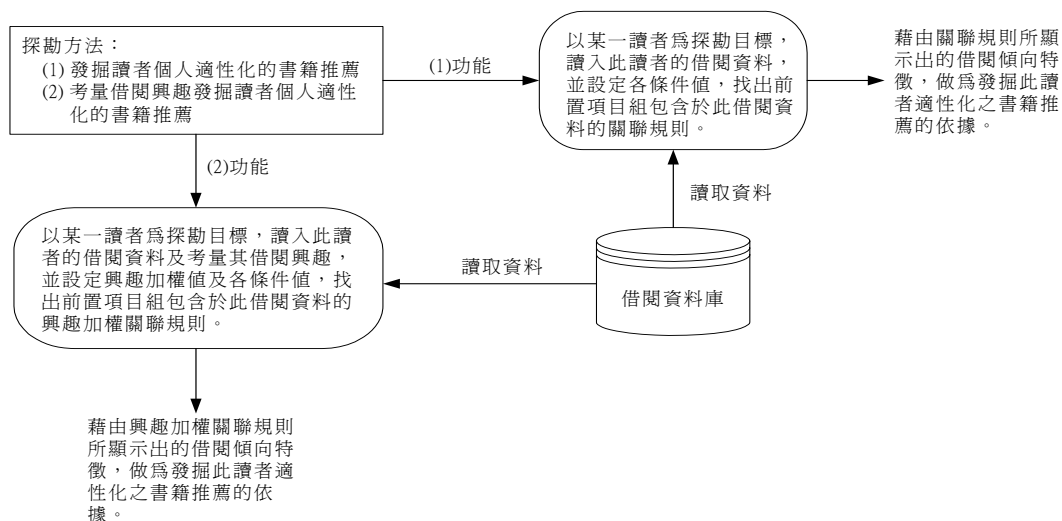 探勘方法：
(1) 發掘讀者個人適性化的書籍推薦
(2) 考量借閱興趣發掘讀者個人適性
化的書籍推薦
(1)功能
以某一讀者為探勘目標，
讀入此讀者的借閱資料，
並設定各條件值，找出前
置項目組包含於此借閱資
料的關聯規則。
藉由關聯規則所顯
示出的借閱傾向特
徵，做為發掘此讀
者適性化之書籍推
薦的依據。
(2)功能
讀取資料
以某一讀者為探勘目標，讀入此讀
者的借閱資料及考量其借閱興趣，
並設定興趣加權值及各條件值，找
出前置項目組包含於此借閱資料的
興趣加權關聯規則。
讀取資料
借閱資料庫
藉由興趣加權關聯規則
所顯示出的借閱傾向特
徵，做為發掘此讀者適
性化之書籍推薦的依
據。